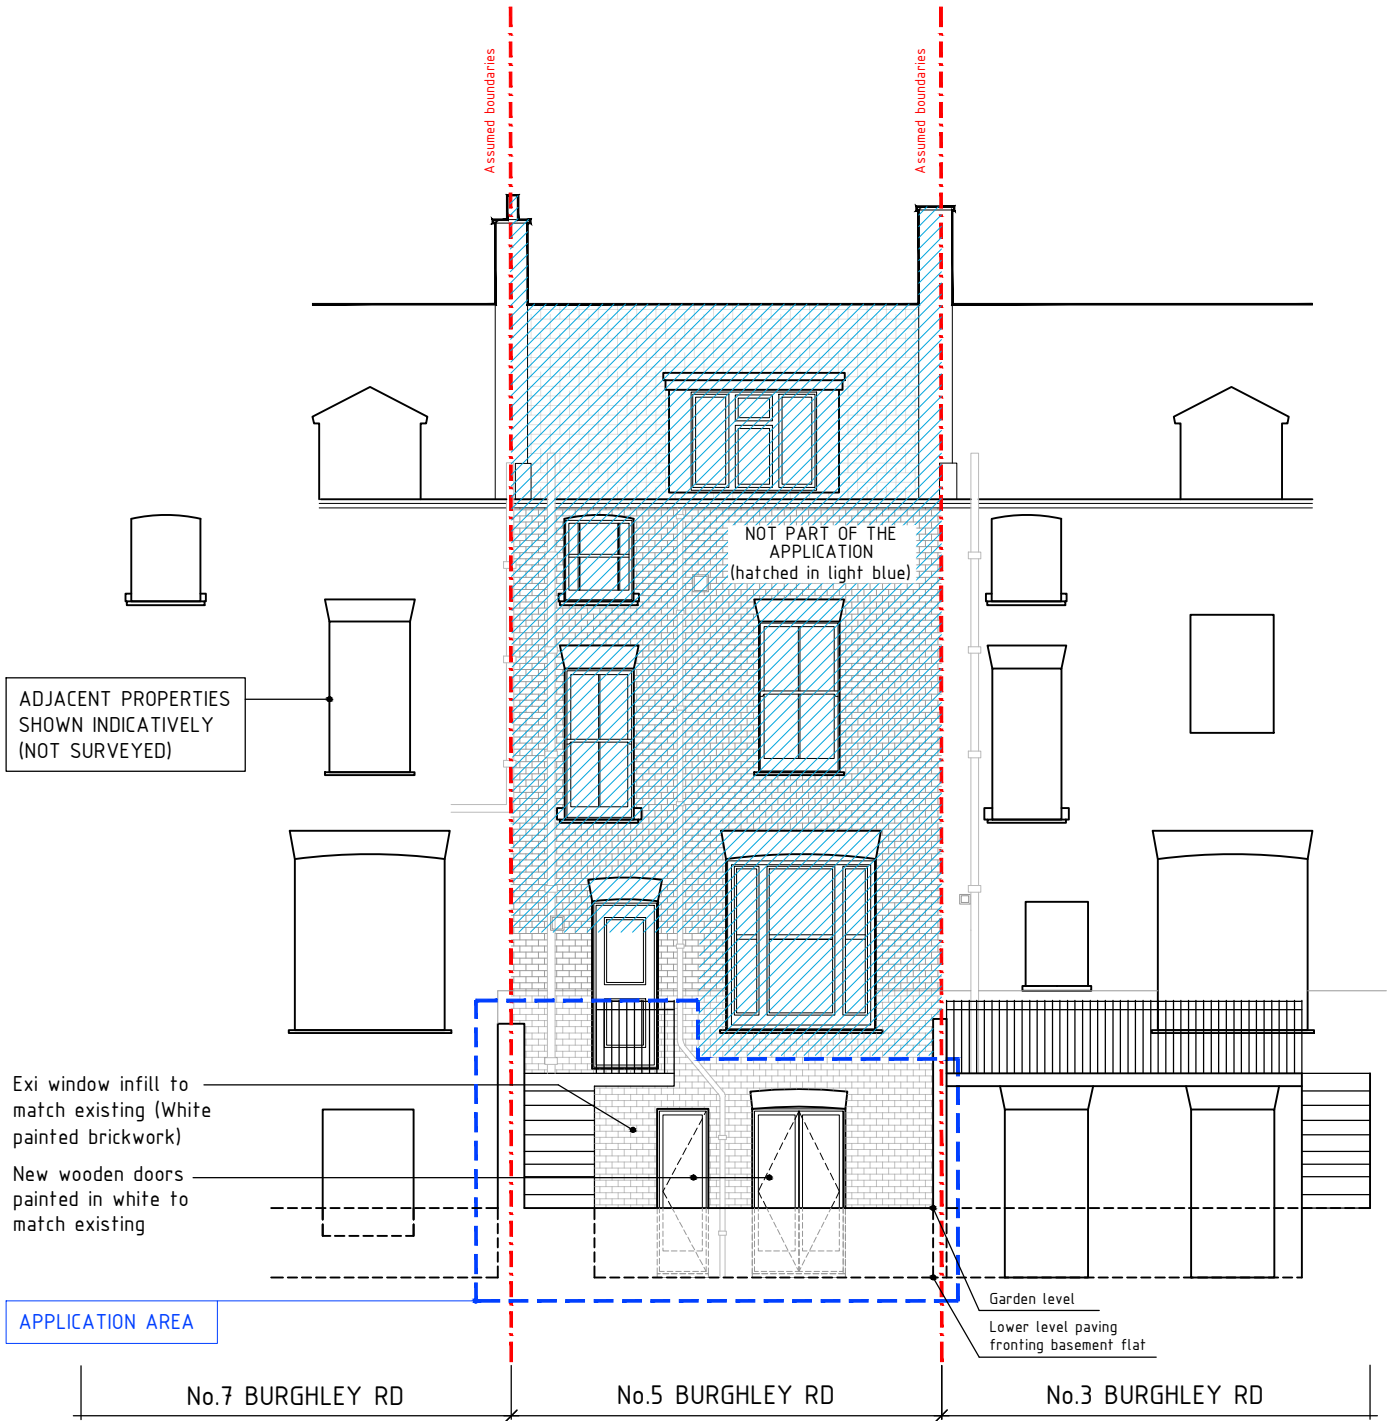 Assumed boundaries
Assumed boundaries
NOT PART OF THE
APPLICATION
(hatched in light blue)
ADJACENT PROPERTIES
SHOWN INDICATIVELY
(NOT SURVEYED)
Exi window infill to
match existing (White
painted brickwork)
New wooden doors
painted in white to
match existing
APPLICATION AREA
Garden level
Lower level paving
fronting basement flat
No.7 BURGHLEY RD
No.5 BURGHLEY RD
No.3 BURGHLEY RD